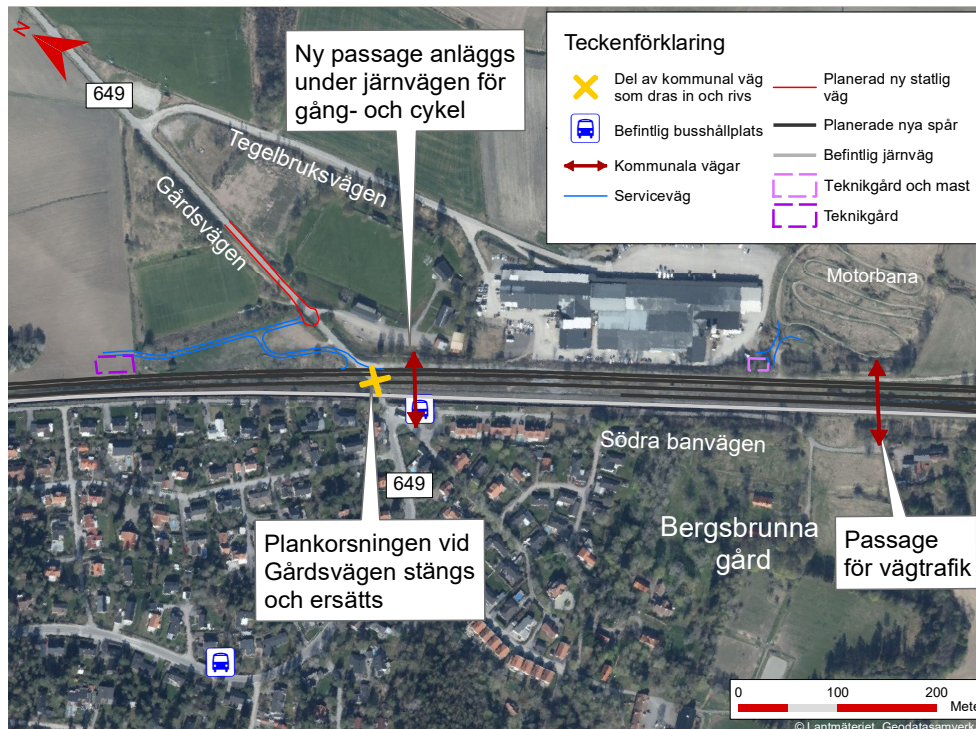 N
649
Ny passage anläggs
under järnvägen för
gång- och cykel
Tegelbruksvägen
Gårdsvägen
Teckenförklaring
Del av kommunal väg
som dras in och rivs
Befintlig busshållplats
Kommunala vägar
Serviceväg
Planerad ny statlig
väg
Planerade nya spår
Befintlig järnväg
Teknikgård och mast
Teknikgård
Motorbana
Södra banvägen
649
Plankorsningen vid
Gårdsvägen stängs
och ersätts
Bergsbrunna
gård
Passage
för vägtrafik
0 100 200
Mete
© Lantmäteriet, Geodatasamverk